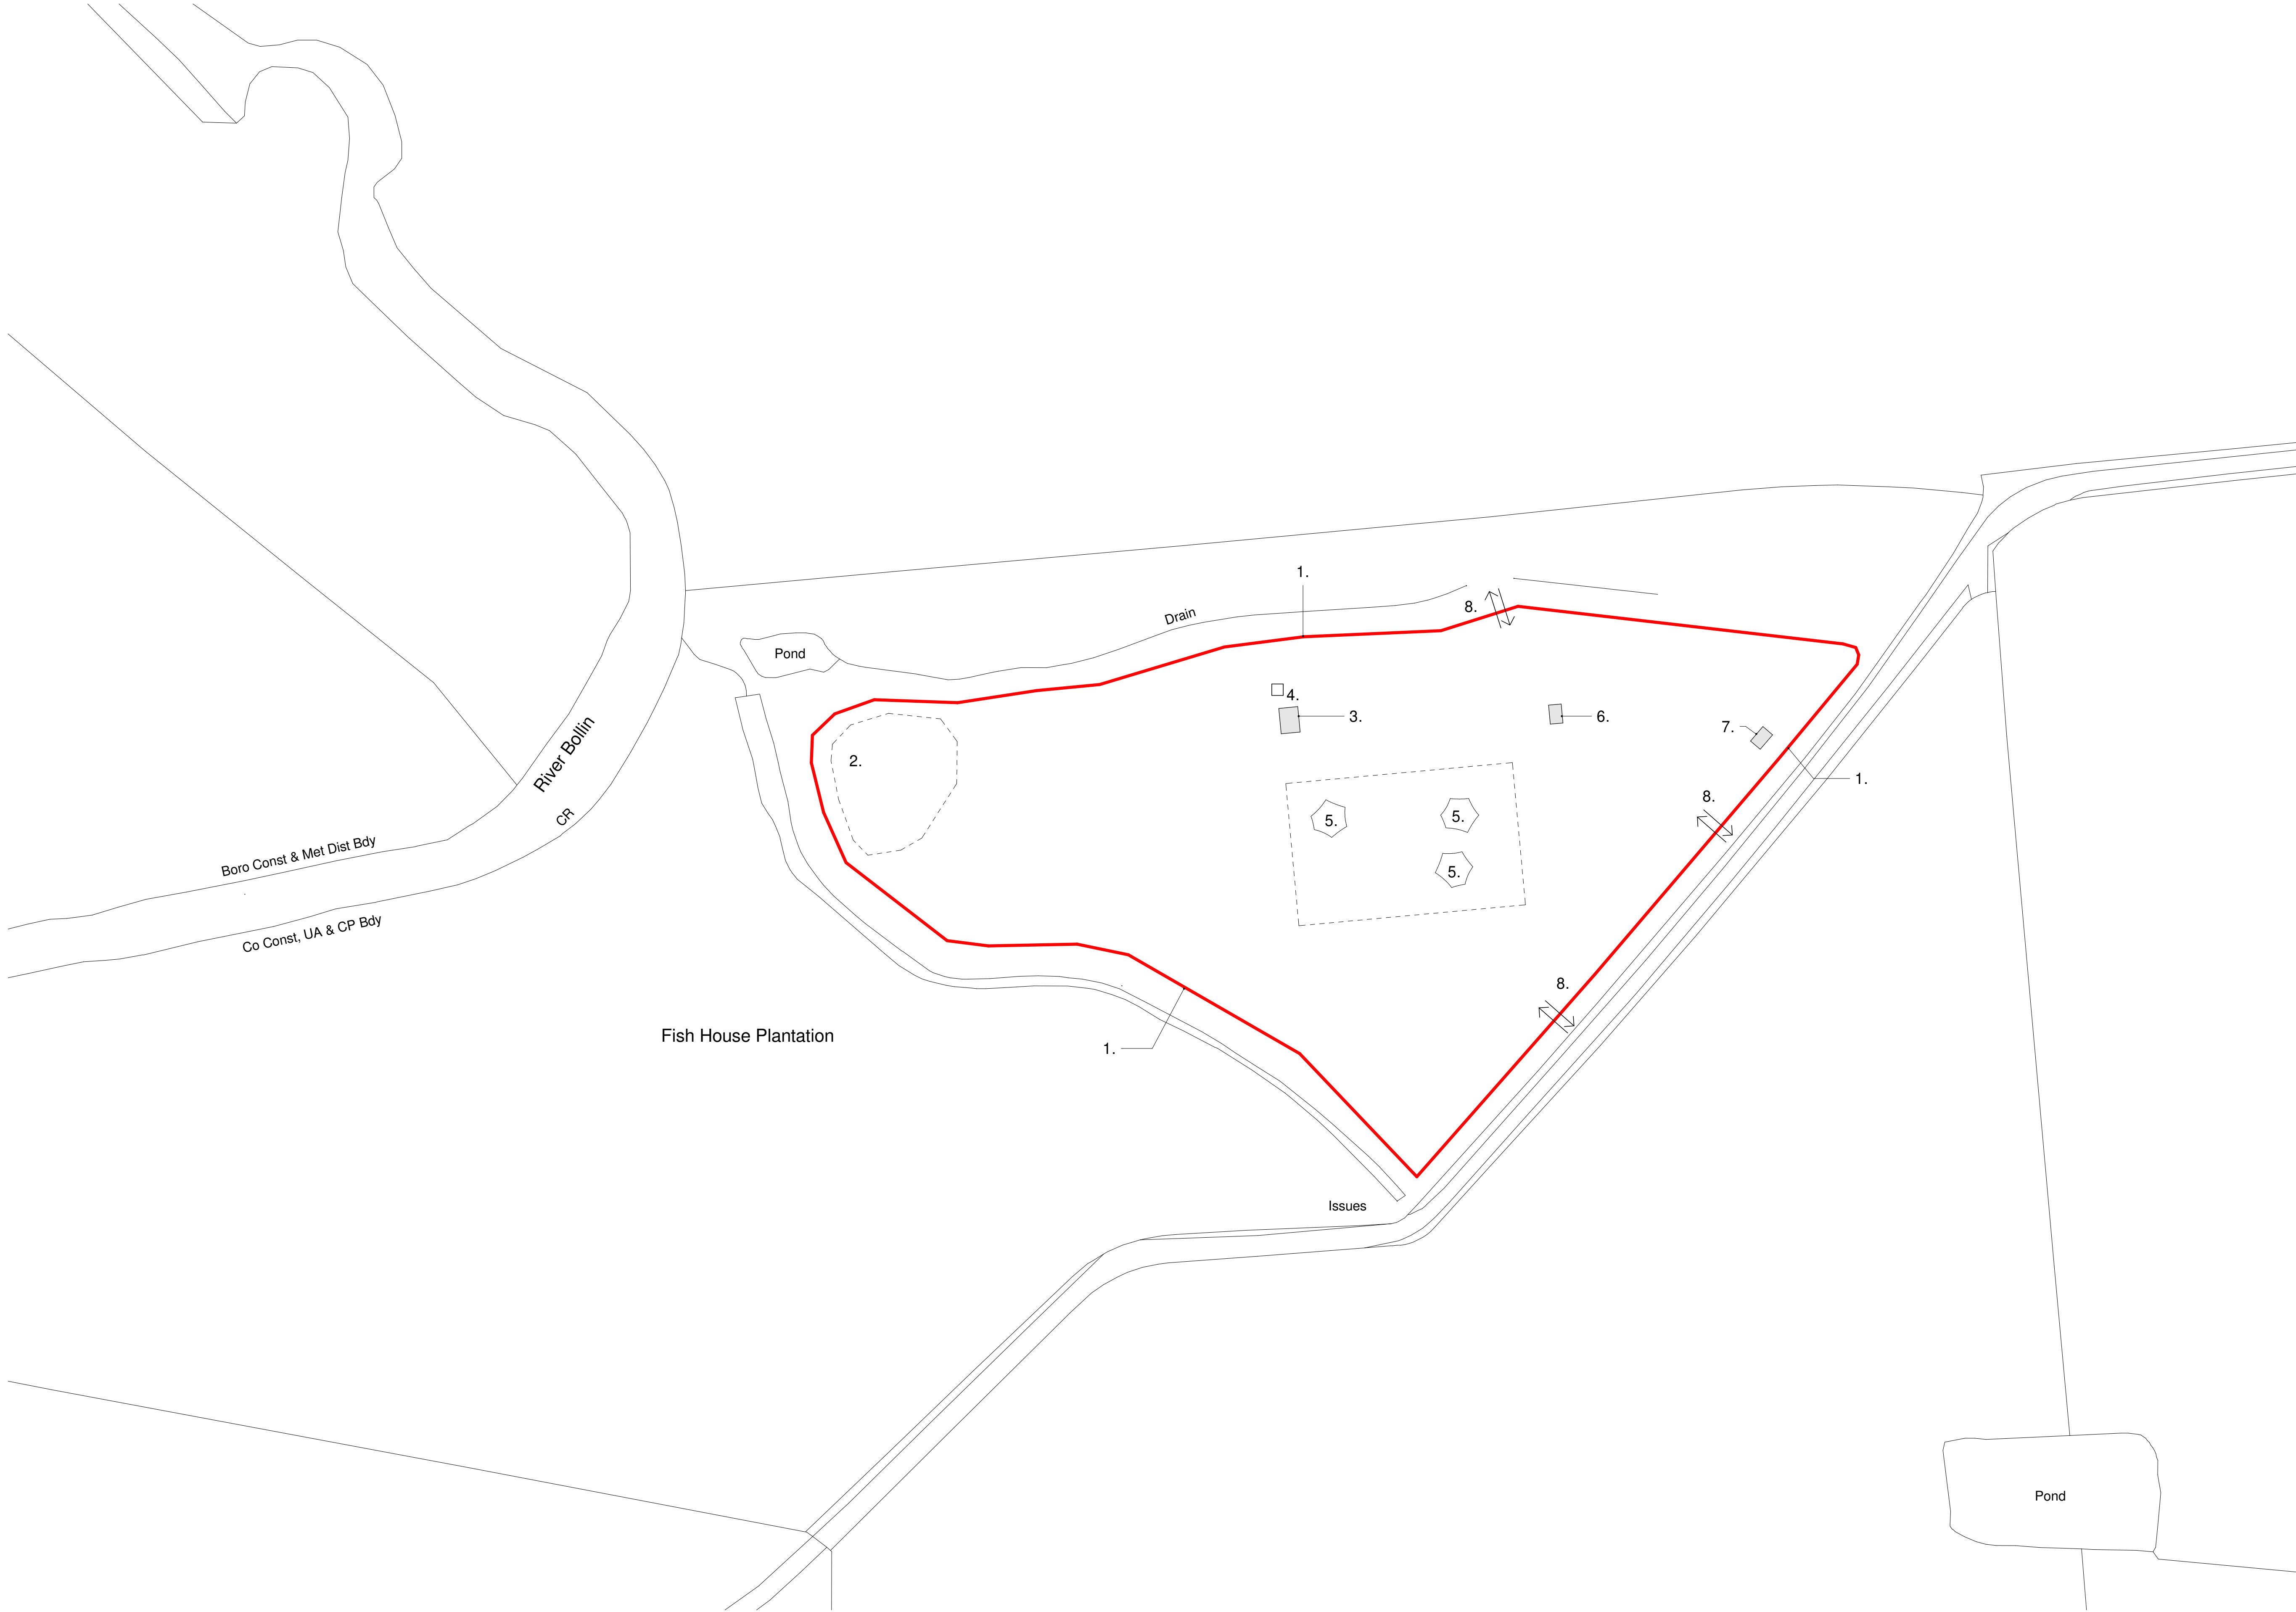 1.
8.
Drain
Pond
4.
3.
6.
7.
River Bollin
2.
1.
8.
CR
5.
5.
Boro Const & Met Dist Bdy
5.
Co Const, UA & CP Bdy
8.
Fish House Plantation
1.
Issues
Pond